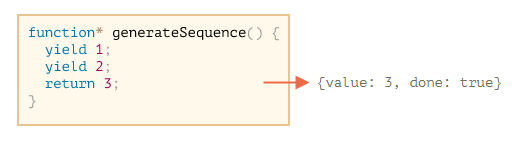 function* generateSequence() {
  yield 1;
  yield 2;
  return 3;
{value: 3, done: true}
}